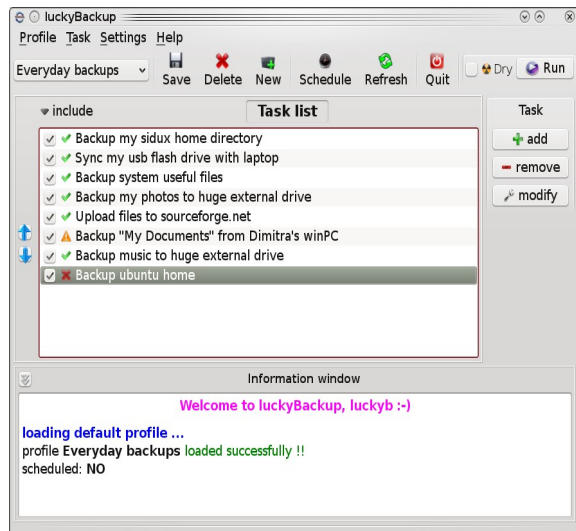 luckyBackup
Profile Task Settings Help
Everyday backups Save Delete New Schedule Refresh Quit Dry Run
include Task list Task
Backup my sidux home directory
add
Sync my usb flash drive with laptop
Backup system useful files
remove
Backup my photos to huge external drive
modify
Upload files to sourceforge.net
Backup "My Documents" from Dimitra's winPC
Backup music to huge external drive
Backup ubuntu home
Information window
Welcome to luckyBackup, luckyb :-)
loading default profile ...
profile Everyday backups loaded successfully !!
scheduled: NO